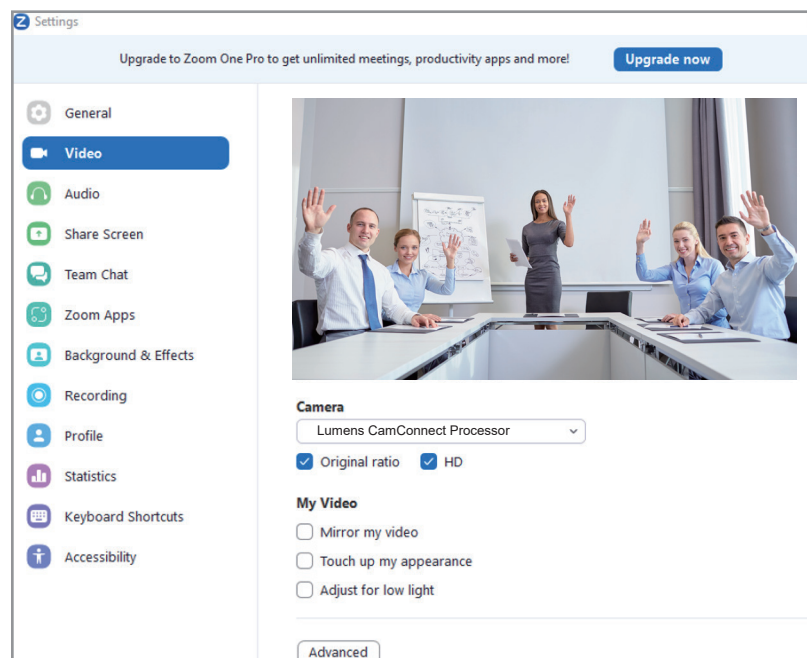 Settings
Upgrade to Zoom One Pro to get unlimited meetings, productivity apps and more!
Upgrade now
General
Video
Audio
Share Screen
Team Chat
Zoom Apps
Background & Effects
Recording
Profile
Statistics
Keyboard Shortcuts
Accessibility
Camera
Lumens CamConnect Processor
Original ratio HD
My Video
Mirror my video
Touch up my appearance
Adjust for low light
Advanced